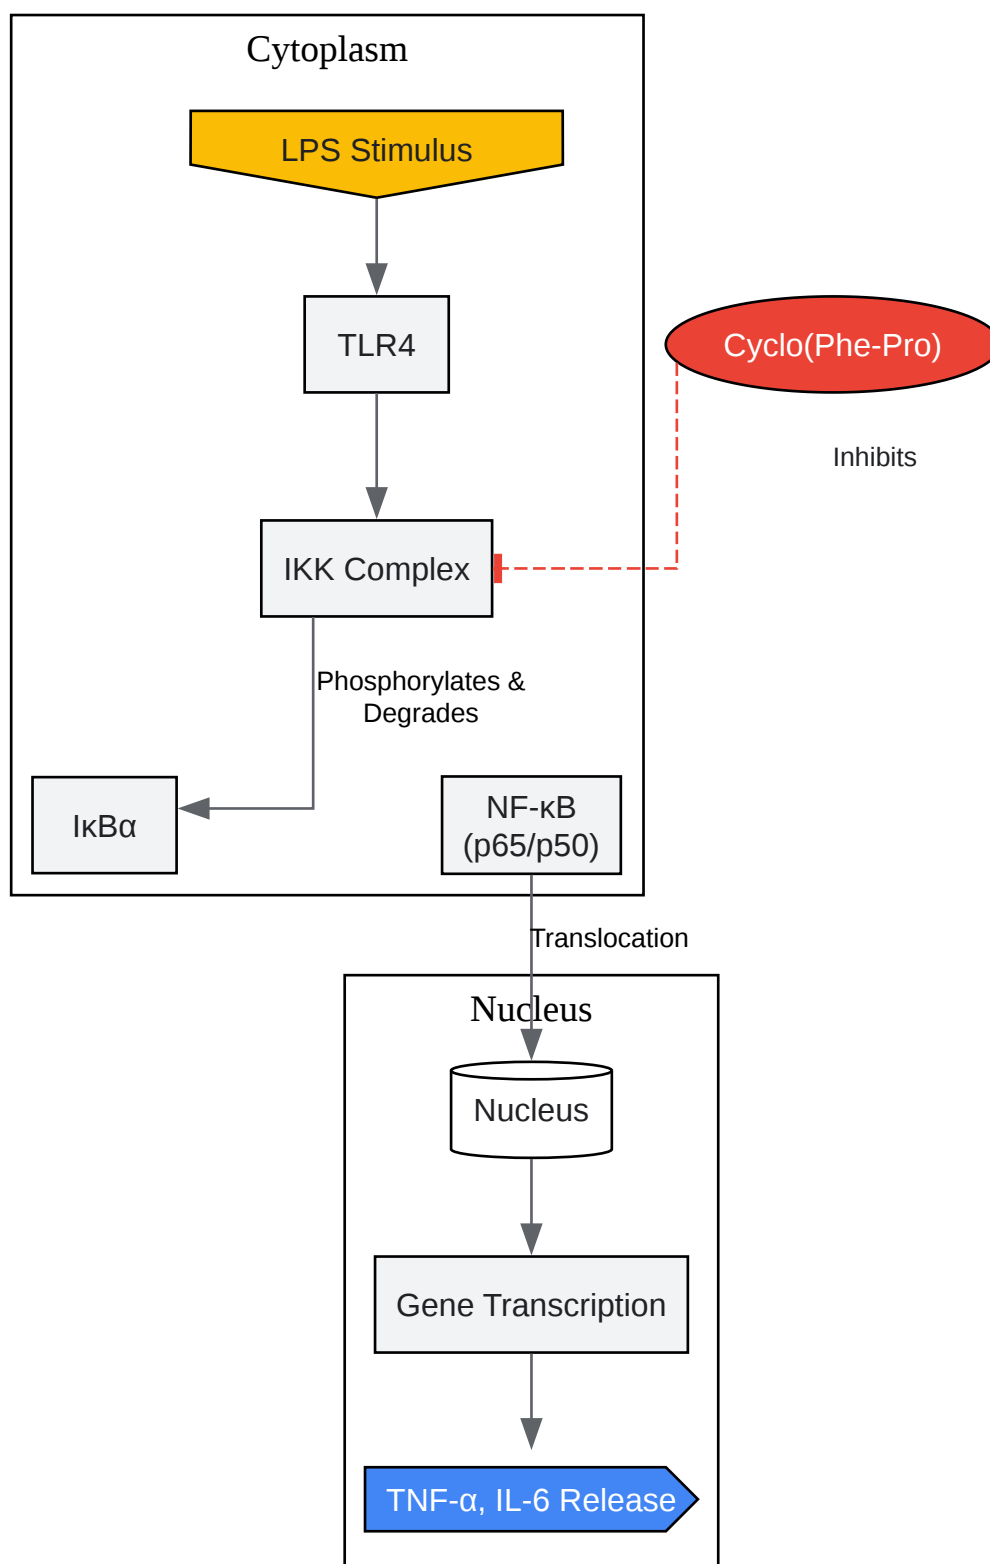 Cytoplasm
LPS Stimulus
TLR4
Cyclo(Phe-Pro)
Inhibits
IKK Complex
Phosphorylates &
Degrades
IκBα
NF-κB
(p65/p50)
Translocation
Nucleus
Nucleus
Gene Transcription
TNF-α, IL-6 Release